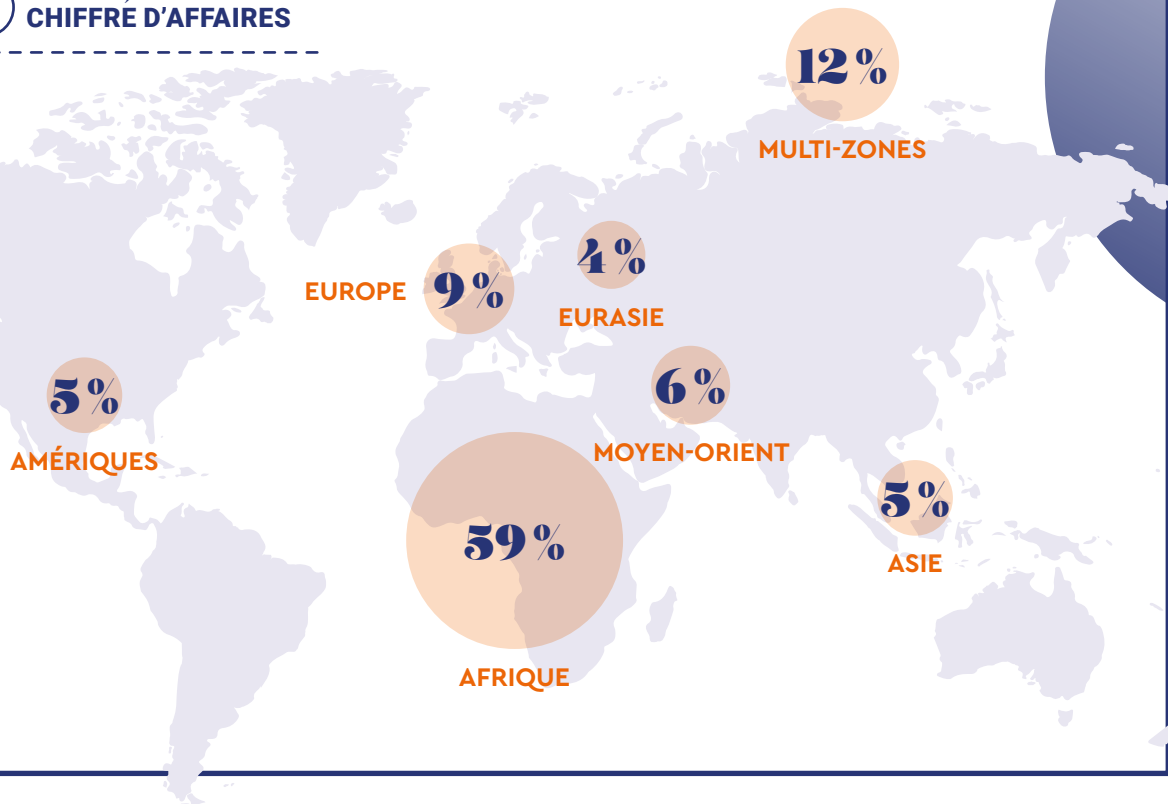 CHIFFRE D'AFFAIRES
12 %
MULTI-ZONES
4 %
EURASIE
EUROPE
9 %
6 %
MOYEN-ORIENT
5 %
AMÉRIQUES
5 %
ASIE
59 %
AFRIQUE